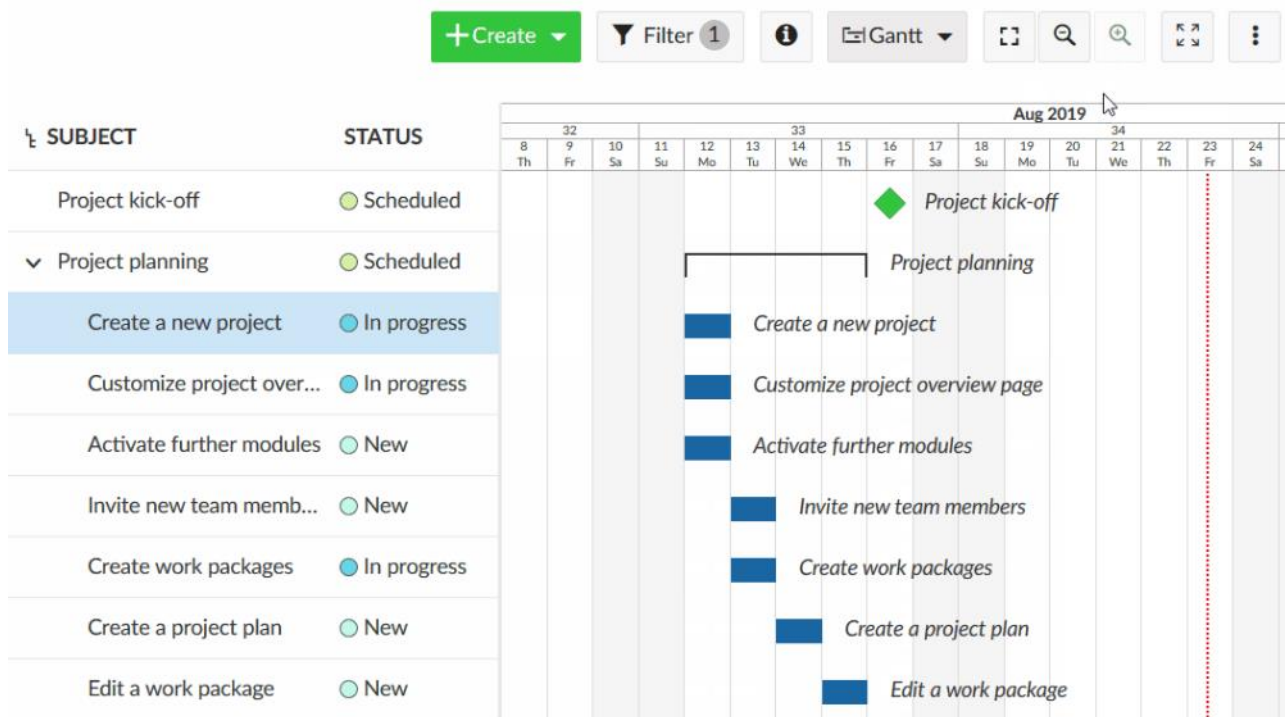 + Create Filter 1 Gantt
Aug 2019
SUBJECT STATUS
32 33 34
8 9 10 11 12 13 14 15 16 17 18 19 20 21 22 23 24
Th Fr Sa Su Mo Tu We Th Fr Sa Su Mo Tu We Th Fr Sa
Project kick-off Scheduled Project kick-off
Project planning Scheduled Project planning
Create a new project In progress Create a new project
Customize project over... In progress Customize project overview page
Activate further modules New Activate further modules
Invite new team memb... New Invite new team members
Create work packages In progress Create work packages
Create a project plan New Create a project plan
Edit a work package New Edit a work package